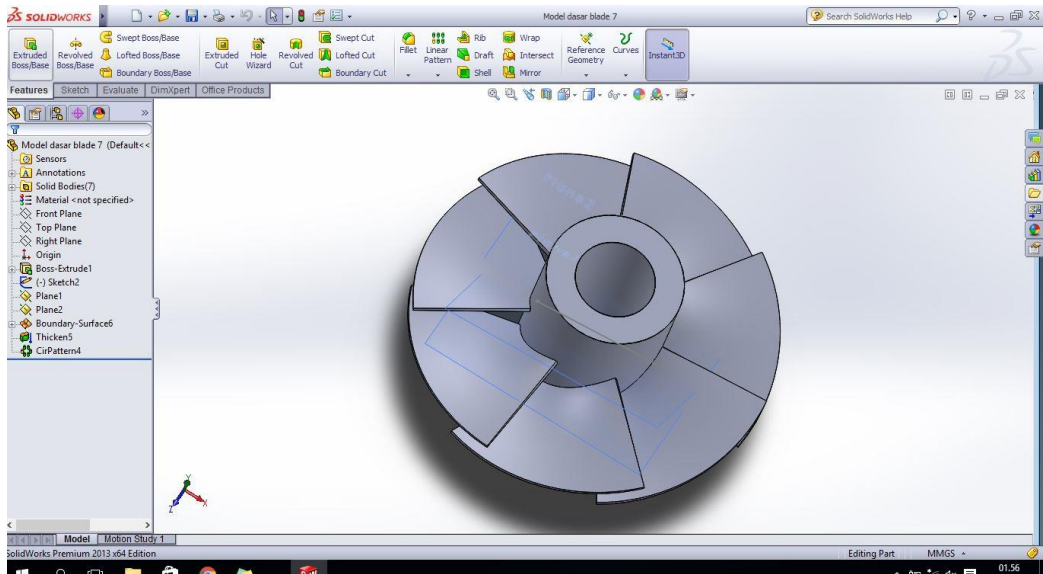 SOLIDWORKS
Model dasar blade 7
Search SolidWorks Help
Extruded Boss/Base
Revolved Boss/Base
Swept Boss/Base
Lofted Boss/Base
Boundary Boss/Base
Extruded Cut
Hole Wizard
Revolved Cut
Swept Cut
Lofted Cut
Boundary Cut
Fillet
Linear Pattern
Rib
Draft
Shell
Wrap
Intersect
Mirror
Reference Geometry
Curves
Instant3D
Features Sketch Evaluate DimXpert Office Products
Model dasar blade 7 (Default<<
Sensors
Annotations
Solid Bodies(7)
Material <not specified>
Front Plane
Top Plane
Right Plane
Origin
Boss-Extrude1
(-) Sketch2
Plane1
Plane2
Boundary-Surface6
Thicken5
CirPattern4
Plane2
Y
X
Z
Model Motion Study 1
SolidWorks Premium 2013 x64 Edition
Editing Part
MMGS
01.56